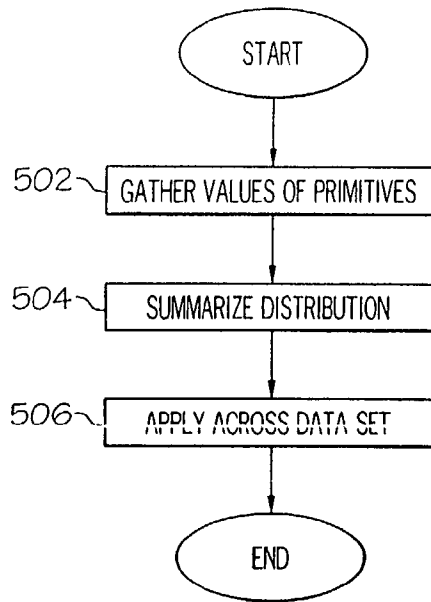 START
502 GATHER VALUES OF PRIMITIVES
504 SUMMARIZE DISTRIBUTION
506 APPLY ACROSS DATA SET
END